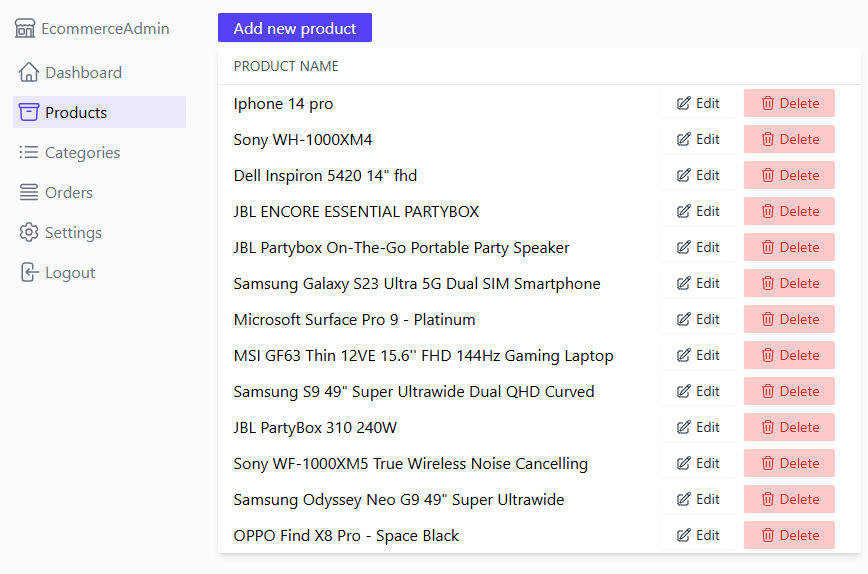 EcommerceAdmin
Dashboard
Products
Categories
Orders
Settings
Logout
Add new product
PRODUCT NAME
Iphone 14 pro Edit Delete
Sony WH-1000XM4 Edit Delete
Dell Inspiron 5420 14" fhd Edit Delete
JBL ENCORE ESSENTIAL PARTYBOX Edit Delete
JBL Partybox On-The-Go Portable Party Speaker Edit Delete
Samsung Galaxy S23 Ultra 5G Dual SIM Smartphone Edit Delete
Microsoft Surface Pro 9 - Platinum Edit Delete
MSI GF63 Thin 12VE 15.6'' FHD 144Hz Gaming Laptop Edit Delete
Samsung S9 49" Super Ultrawide Dual QHD Curved Edit Delete
JBL PartyBox 310 240W Edit Delete
Sony WF-1000XM5 True Wireless Noise Cancelling Edit Delete
Samsung Odyssey Neo G9 49" Super Ultrawide Edit Delete
OPPO Find X8 Pro - Space Black Edit Delete